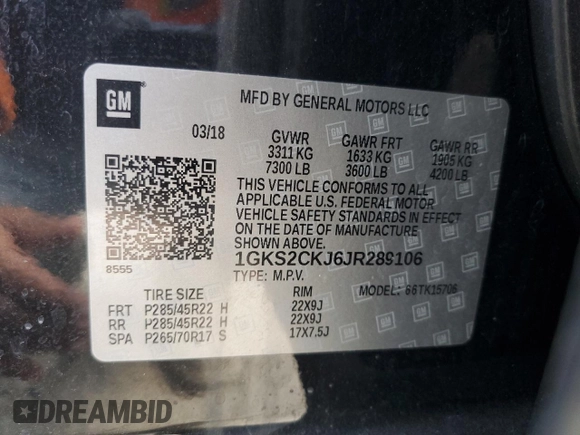 GM
MFD BY GENERAL MOTORS LLC
03/18 GVWR GAWR FRT GAWR RR
3311 KG 1633 KG 1905 KG
7300 LB 3600 LB 4200 LB
THIS VEHICLE CONFORMS TO ALL
APPLICABLE U.S. FEDERAL MOTOR
VEHICLE SAFETY STANDARDS IN EFFECT
ON THE DATE OF MANUFACTURE
SHOWN ABOVE.
8555 1GKS2CKJ6JR289106
TYPE: M.P.V. MODEL: 66TK15706
TIRE SIZE RIM
FRT P285/45R22 H 22X9J
RR P285/45R22 H 22X9J
SPA P265/70R17 S 17X7.5J
DREAMBID